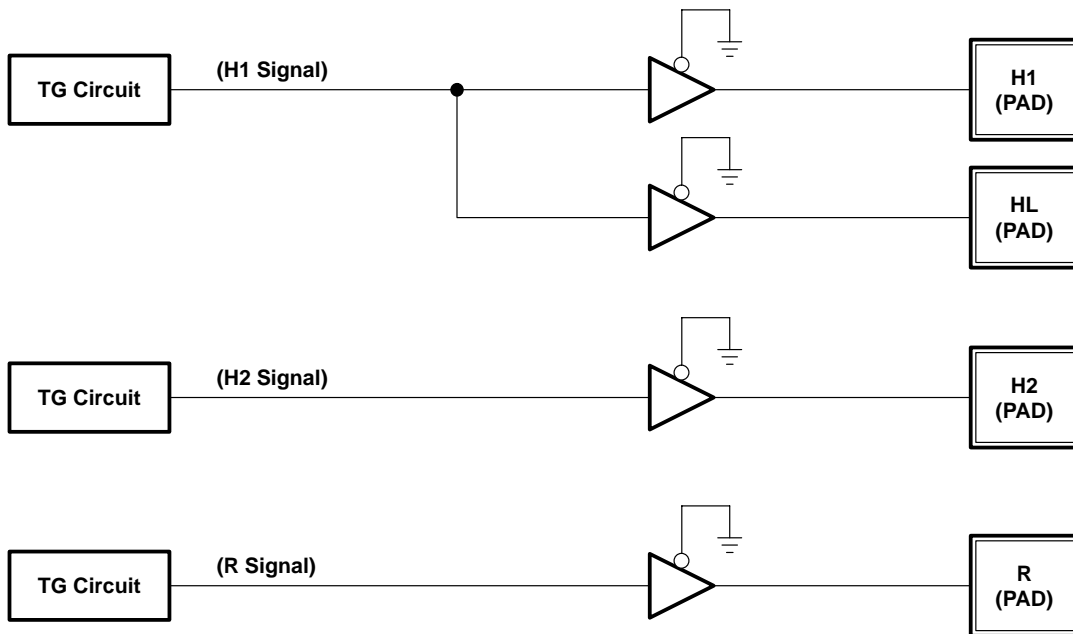 TG Circuit
(H1 Signal)
H1
(PAD)
HL
(PAD)
TG Circuit
(H2 Signal)
H2
(PAD)
TG Circuit
(R Signal)
R
(PAD)